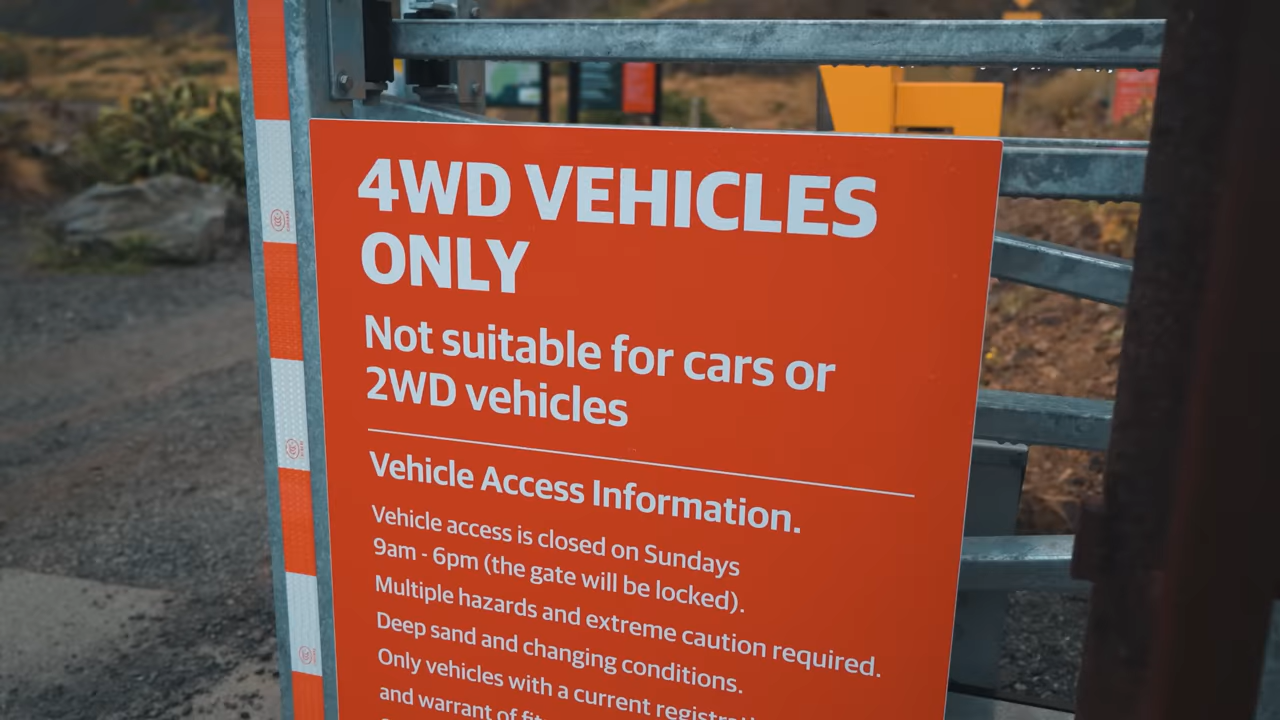 4WD VEHICLES
ONLY
Not suitable for cars or
2WD vehicles
Vehicle Access Information.
Vehicle access is closed on Sundays
9am - 6pm (the gate will be locked).
Multiple hazards and extreme caution required.
Deep sand and changing conditions.
Only vehicles with a current
and warrant of